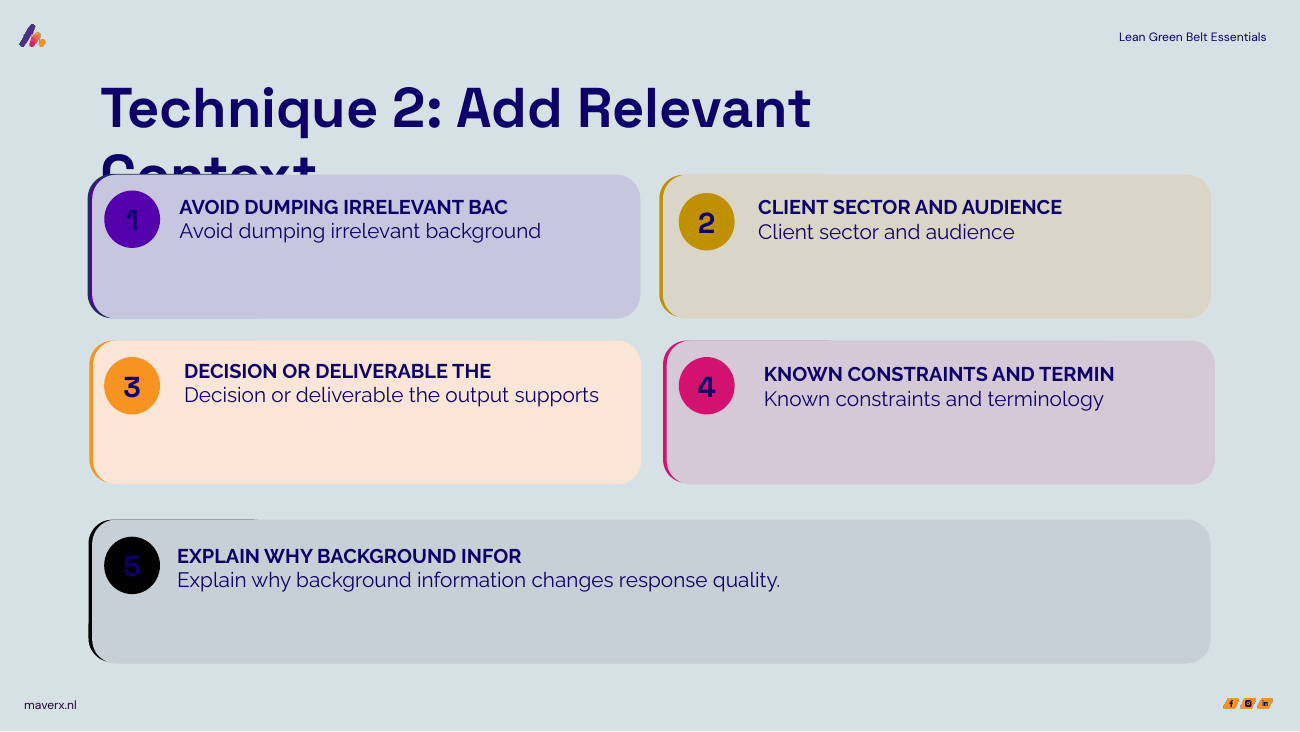 Lean Green Belt Essentials
Technique 2: Add Relevant
Context
1
AVOID DUMPING IRRELEVANT BAC
Avoid dumping irrelevant background
2
CLIENT SECTOR AND AUDIENCE
Client sector and audience
3
DECISION OR DELIVERABLE THE
Decision or deliverable the output supports
4
KNOWN CONSTRAINTS AND TERMIN
Known constraints and terminology
5
EXPLAIN WHY BACKGROUND INFOR
Explain why background information changes response quality.
maverx.nl